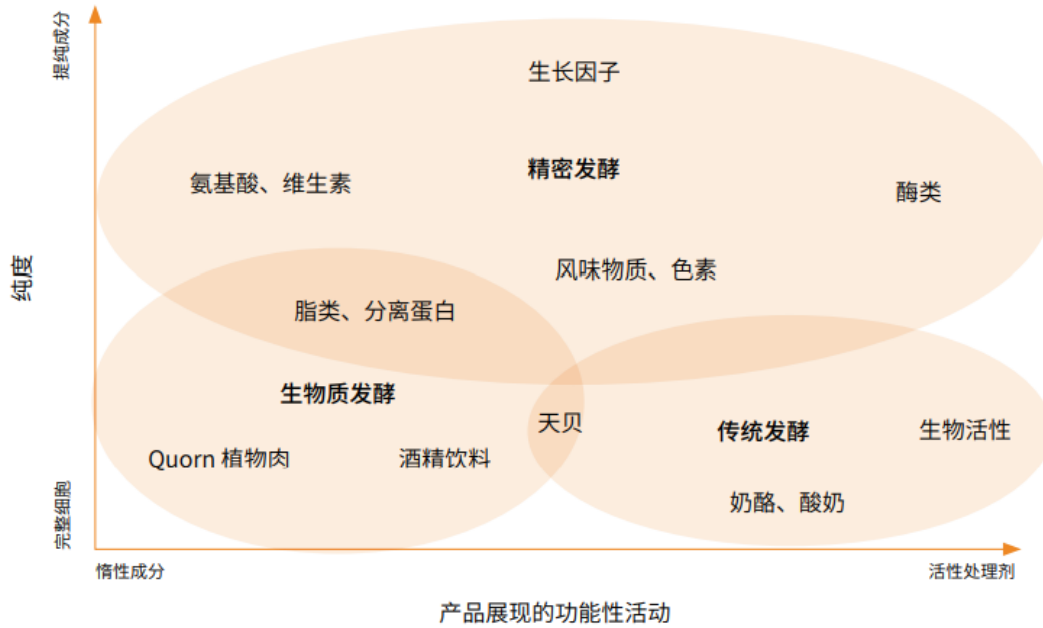 提纯成分
生长因子
精密发酵
氨基酸、维生素
酶类
纯度
风味物质、色素
脂类、分离蛋白
生物质发酵
天贝
传统发酵
生物活性
Quorn 植物肉
酒精饮料
奶酪、酸奶
完整细胞
惰性成分
活性处理剂
产品展现的功能性活动